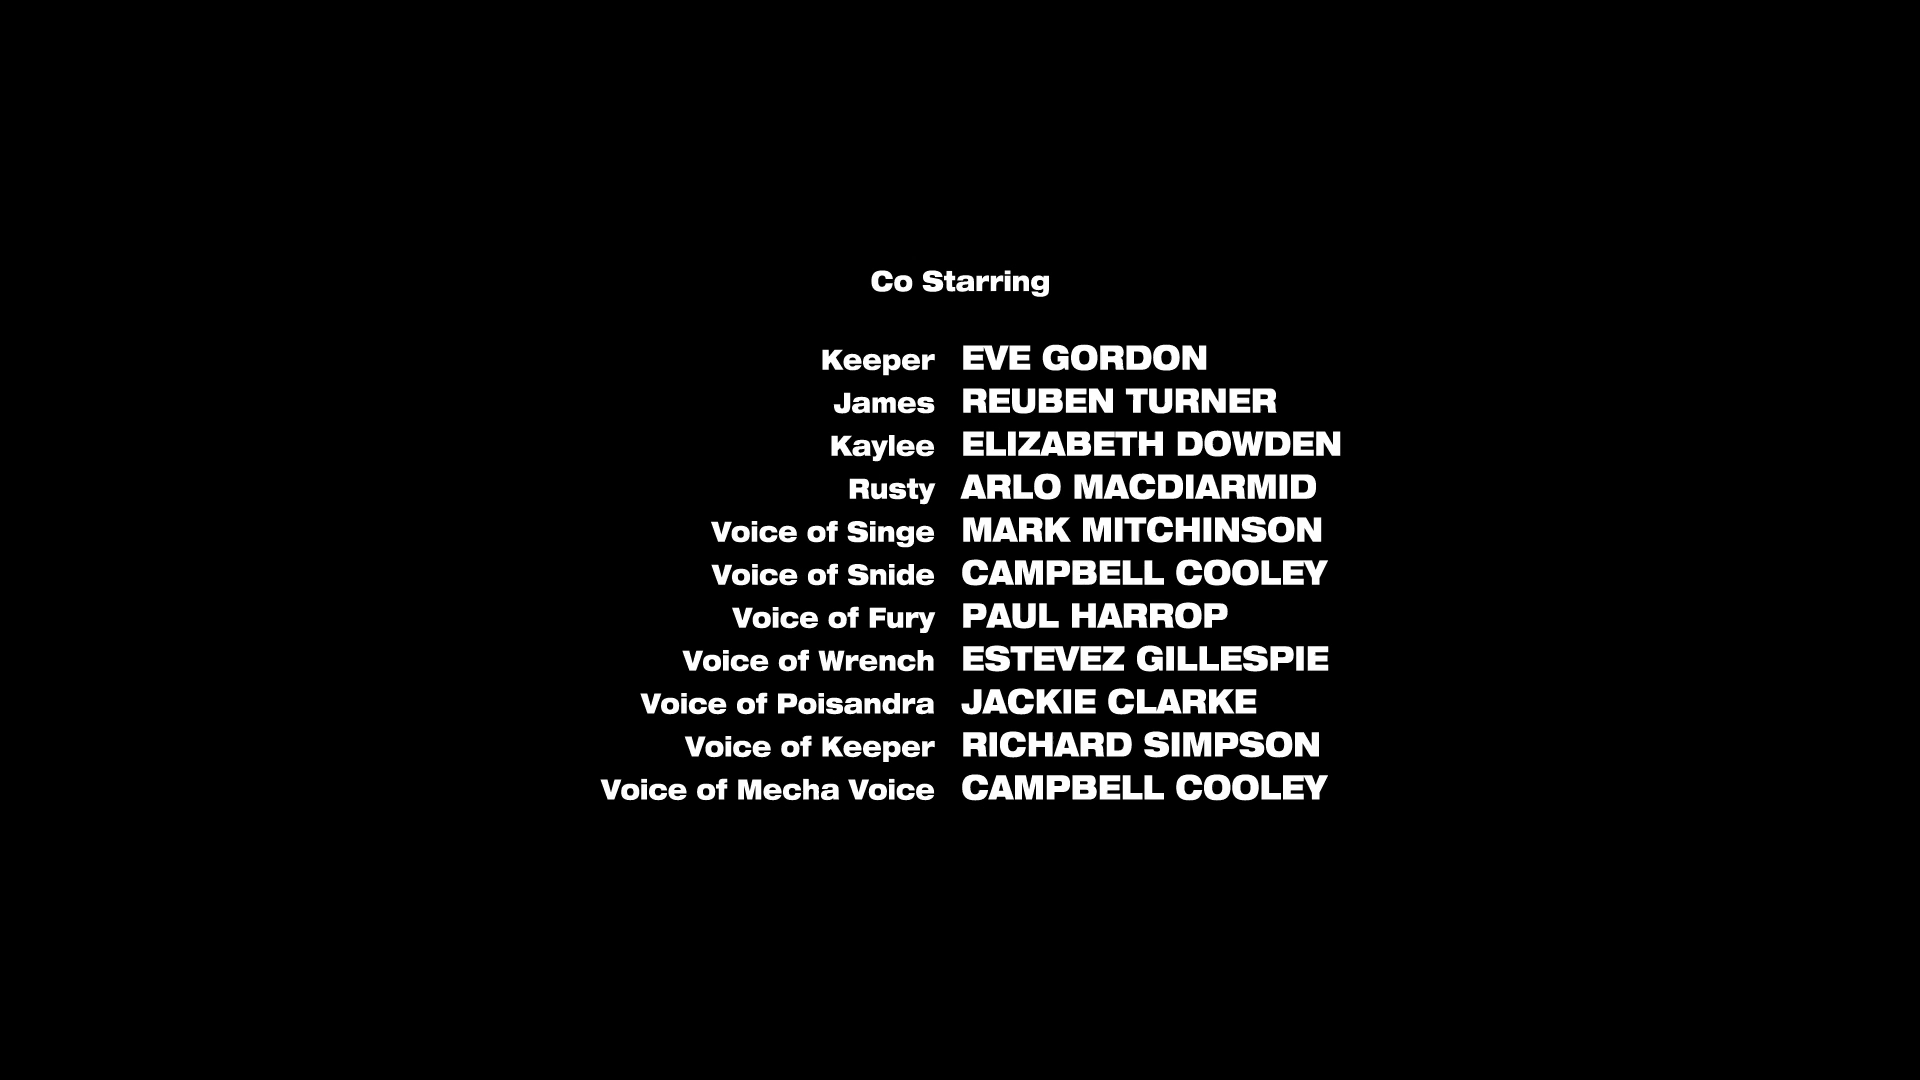 Co Starring
Keeper EVE GORDON
James REUBEN TURNER
Kaylee ELIZABETH DOWDEN
Rusty ARLO MACDIARMID
Voice of Singe MARK MITCHINSON
Voice of Snide CAMPBELL COOLEY
Voice of Fury PAUL HARROP
Voice of Wrench ESTEVEZ GILLESPIE
Voice of Poisandra JACKIE CLARKE
Voice of Keeper RICHARD SIMPSON
Voice of Mecha Voice CAMPBELL COOLEY